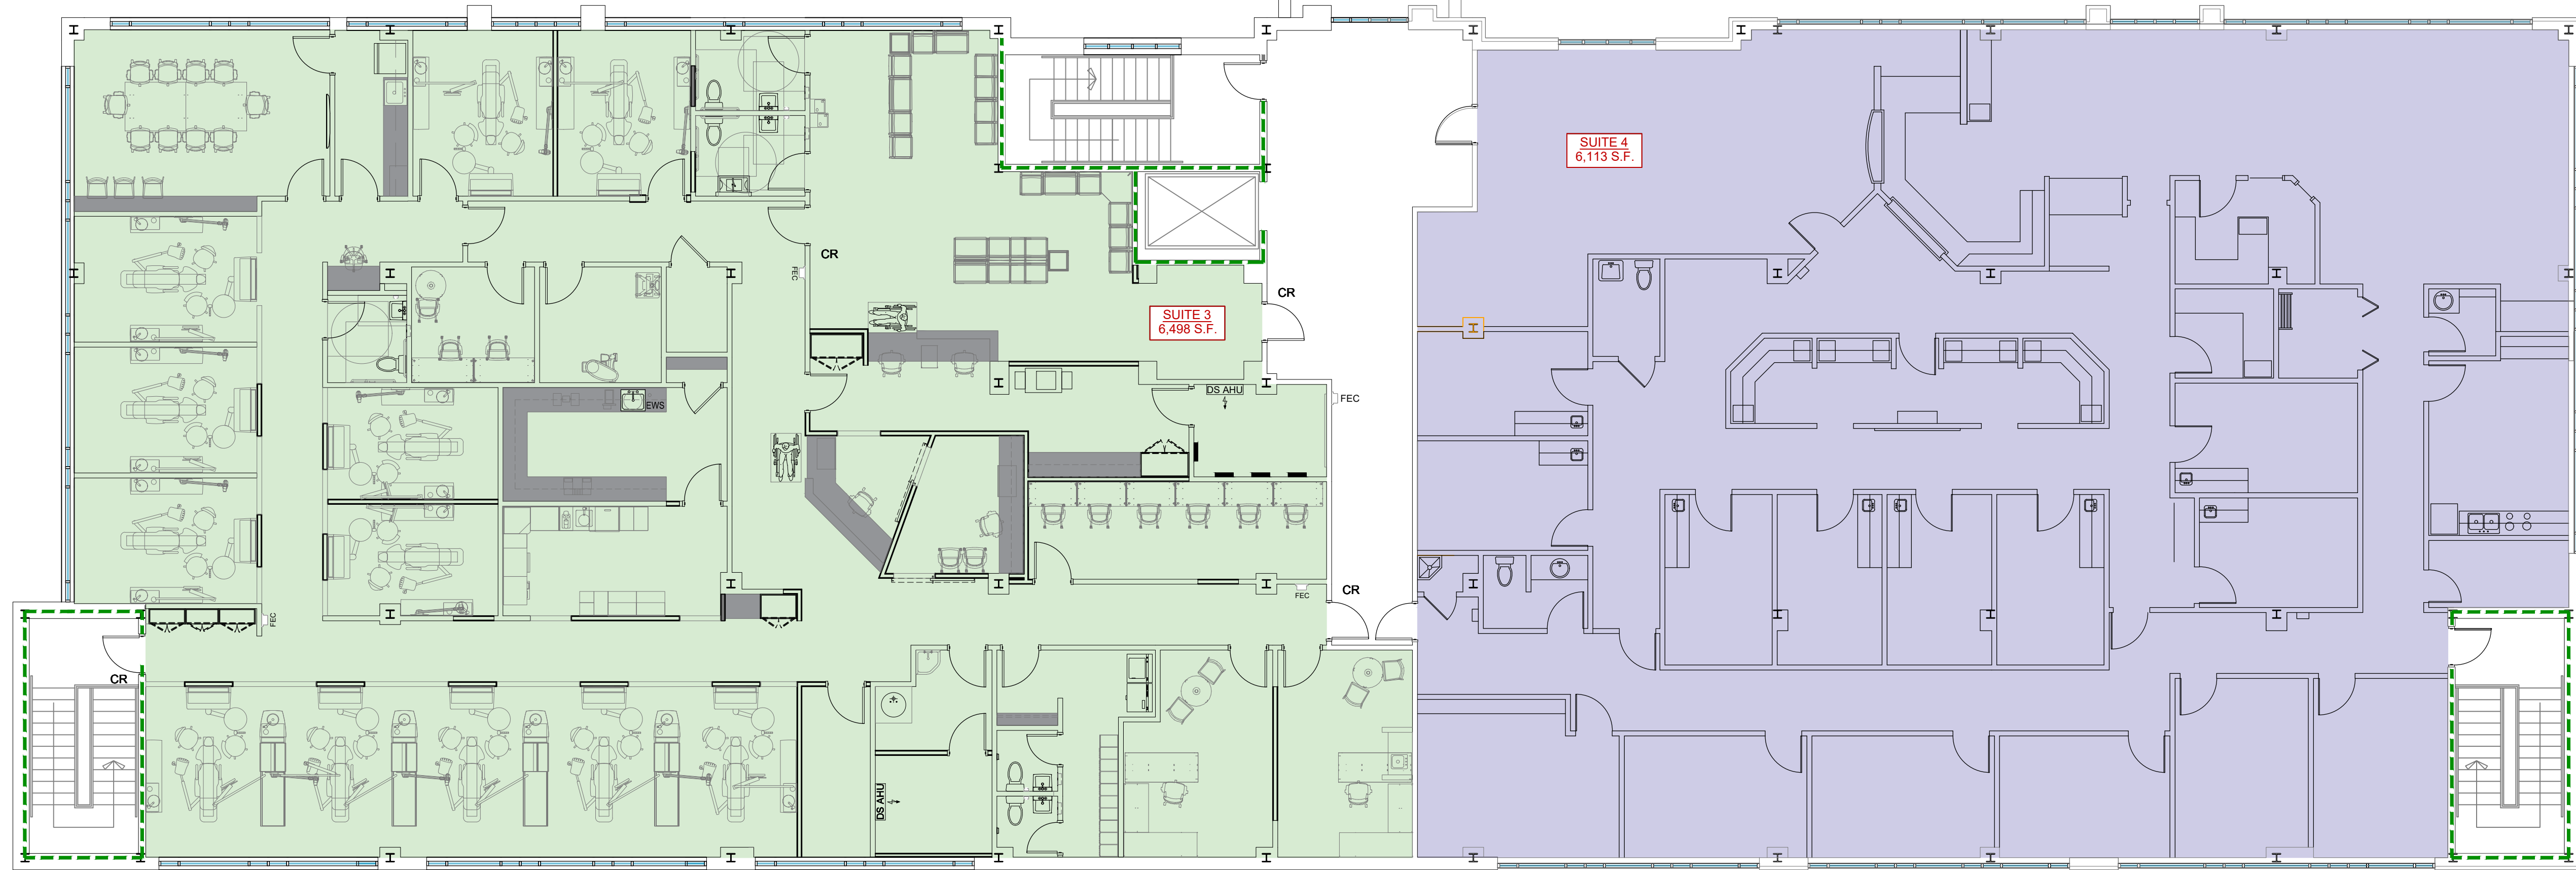 SUITE 4
6,113 S.F.
CR
FEC
CR
SUITE 3
6,498 S.F.
DS AHU
FEC
EWS
CR
FEC
FEC
CR
DS AHU